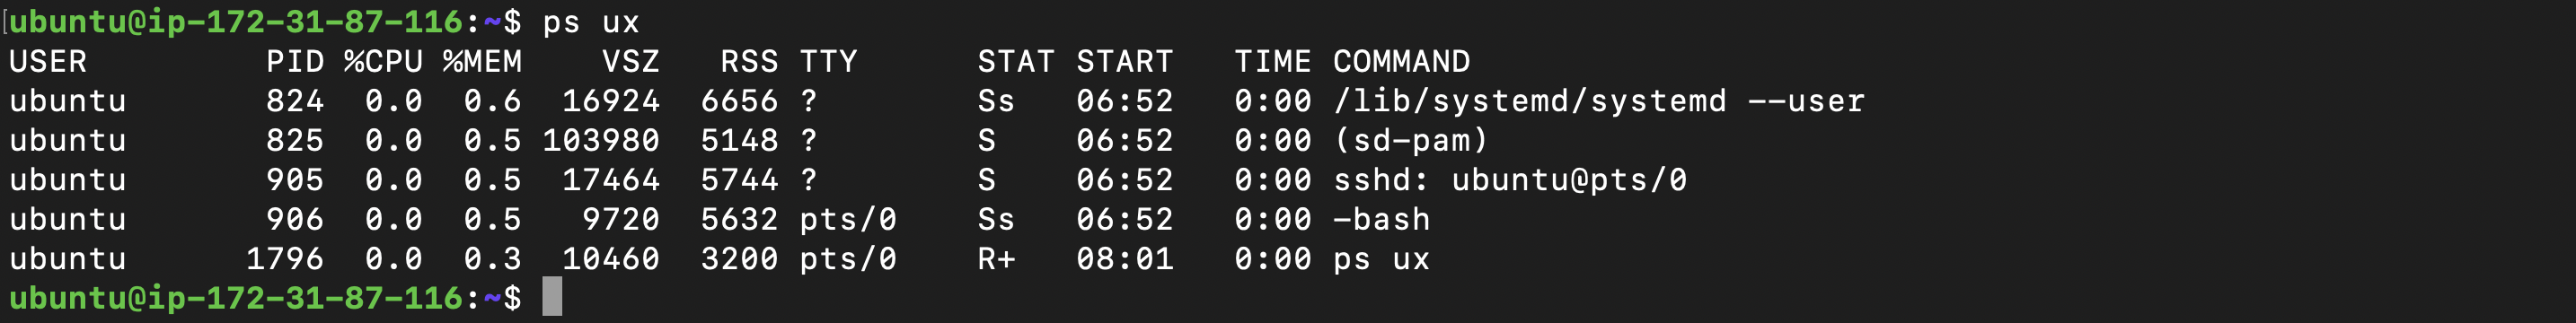 [ubuntu@ip-172-31-87-116:~$ ps ux
USER         PID %CPU %MEM    VSZ   RSS TTY      STAT START   TIME COMMAND
ubuntu       824  0.0  0.6  16924  6656 ?        Ss   06:52   0:00 /lib/systemd/systemd --user
ubuntu       825  0.0  0.5 103980  5148 ?        S    06:52   0:00 (sd-pam)
ubuntu       905  0.0  0.5  17464  5744 ?        S    06:52   0:00 sshd: ubuntu@pts/0
ubuntu       906  0.0  0.5   9720  5632 pts/0    Ss   06:52   0:00 -bash
ubuntu      1796  0.0  0.3  10460  3200 pts/0    R+   08:01   0:00 ps ux
ubuntu@ip-172-31-87-116:~$